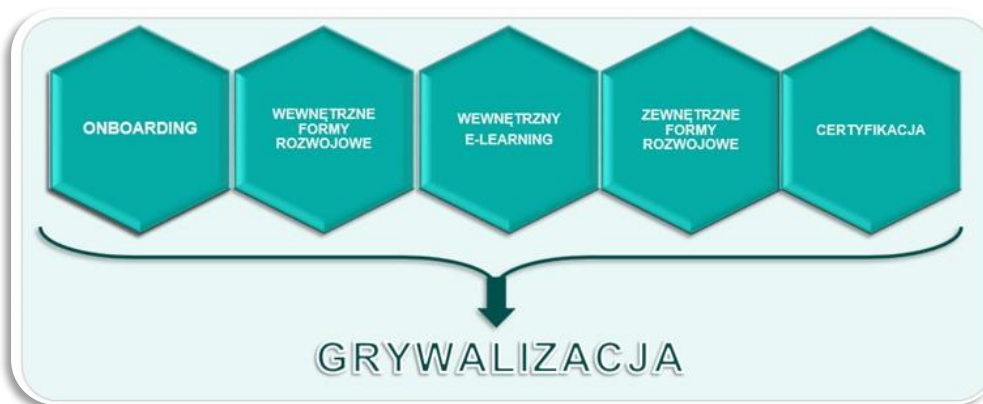 ONBOARDING
WEWNĘTRZNE
FORMY
ROZWOJOWE
WEWNĘTRZNY
E-LEARNING
ZEWNĘTRZNE
FORMY
ROZWOJOWE
CERTYFIKACJA
GRYWALIZACJA